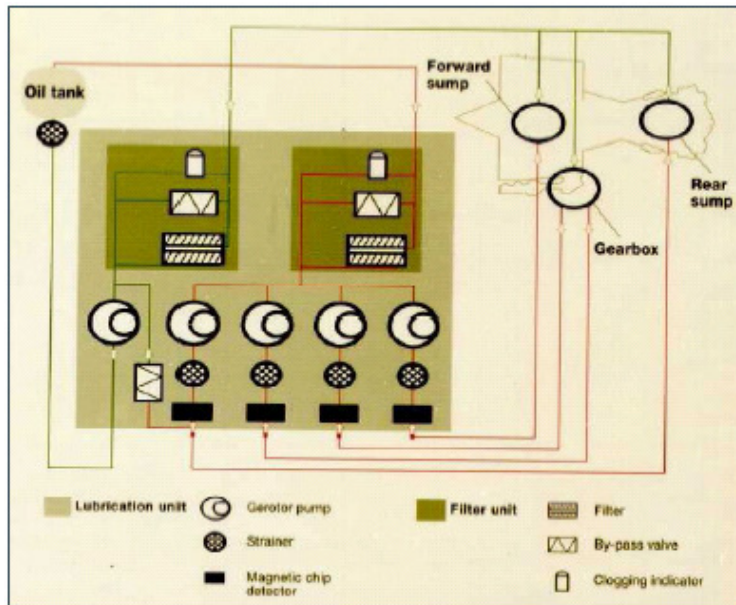 Oil tank
Forward
sump
Rear
sump
Gearbox
Lubrication unit
Gerotor pump
Strainer
Magnetic chip
detector
Filter unit
Filter
By-pass valve
Clogging indicator